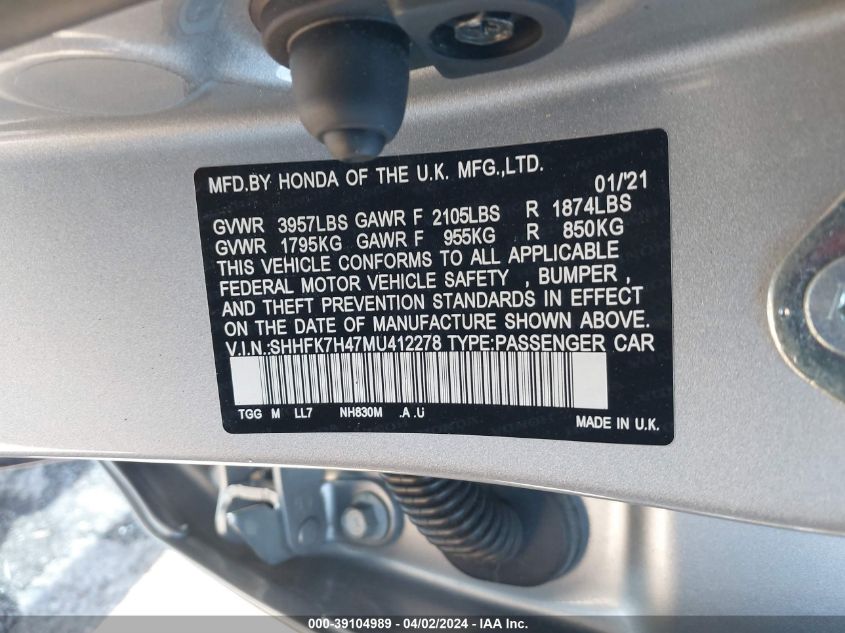 MFD.BY HONDA OF THE U.K. MFG.,LTD.
01/'21
GVWR 3957LBS GAWR F 2105LBS R 1874LBS
GVWR 1795KG GAWR F 955KG R 850KG
THIS VEHICLE CONFORMS TO ALL APPLICABLE
FEDERAL MOTOR VEHICLE SAFETY , BUMPER ,
AND THEFT PREVENTION STANDARDS IN EFFECT
ON THE DATE OF MANUFACTURE SHOWN ABOVE.
V.I.N.:SHHFK7H47MU412278 TYPE:PASSENGER CAR
TGG M LL7 NH830M .A .U
MADE IN U.K.
000-39104989 / 04/02/2024 - IAA Inc.